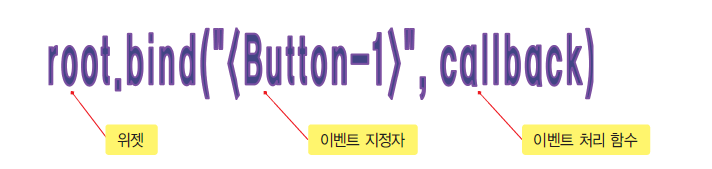 root.bind("<Button-1>", callback)
위젯 이벤트 지정자 이벤트 처리 함수